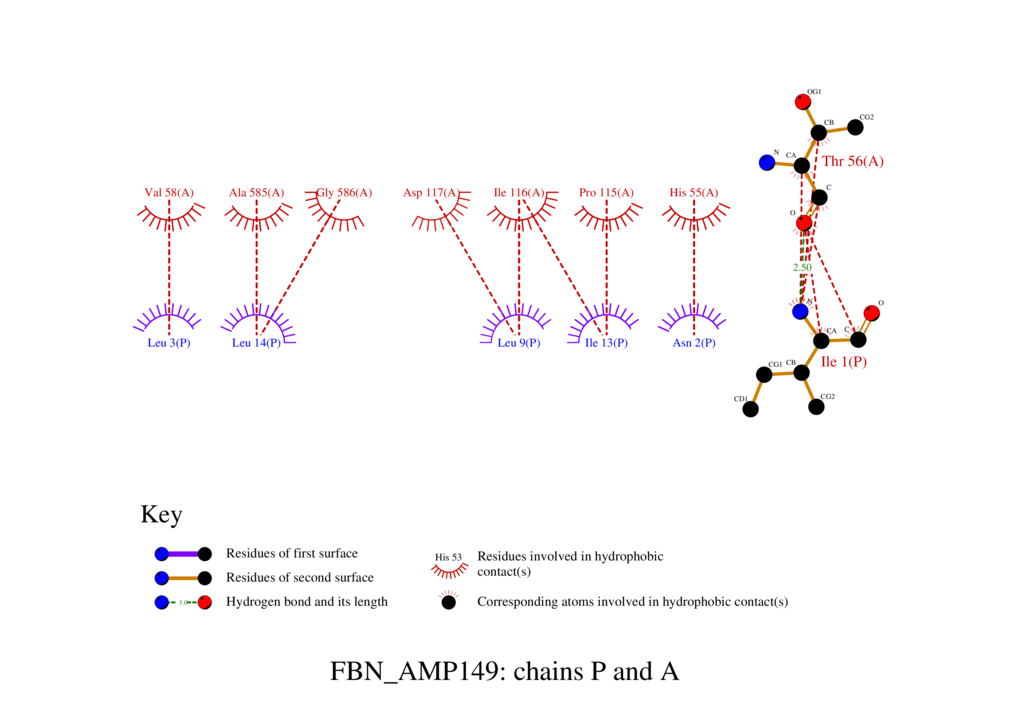 OG1
CB
CG2
N
CA
Thr 56(A)
C
O
Val 58(A)
Ala 585(A)
Gly 586(A)
Asp 117(A)
Ile 116(A)
Pro 115(A)
His 55(A)
2.50
N
O
CA
C
Leu 3(P)
Leu 14(P)
Leu 9(P)
Ile 13(P)
Asn 2(P)
Ile 1(P)
CG1
CB
CD1
CG2
Key
Residues of first surface
Residues of second surface
3.0
Hydrogen bond and its length
His 53
Residues involved in hydrophobic
contact(s)
Corresponding atoms involved in hydrophobic contact(s)
FBN_AMP149: chains P and A